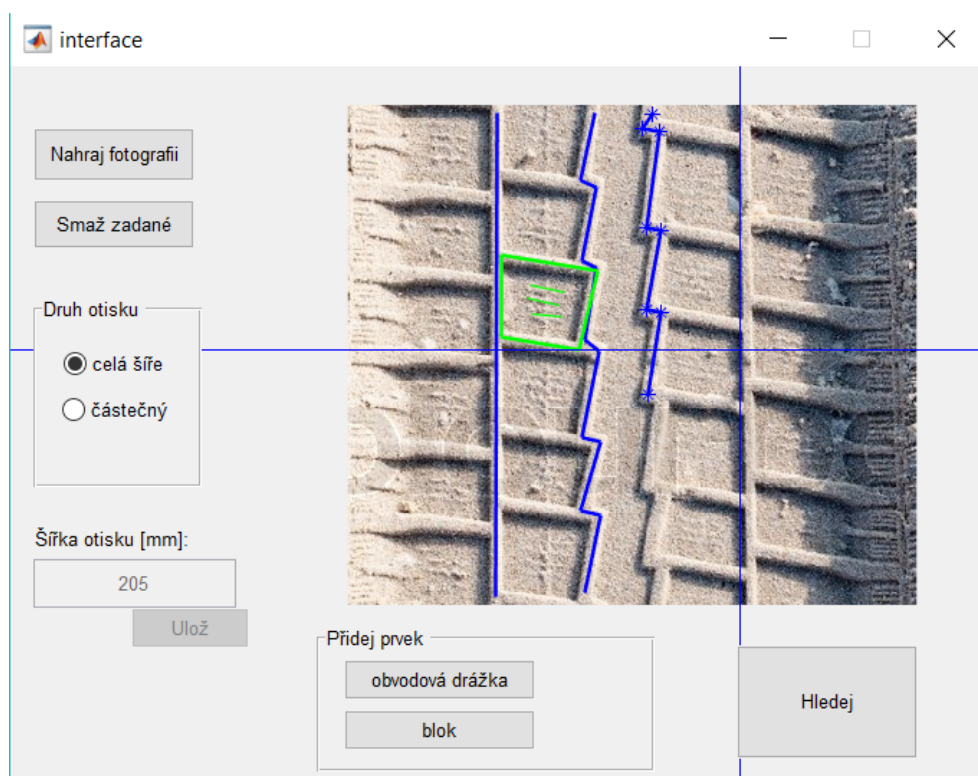 interface
Nahraj fotografii
Smaž zadané
Druh otisku
celá šíře
částečný
Šířka otisku [mm]:
205
Ulož
Přidej prvek
obvodová drážka
blok
Hledej